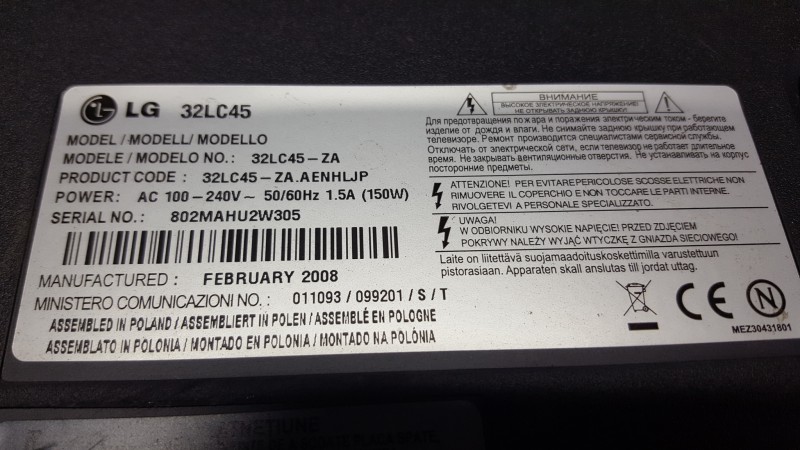 LG 32LC45
MODEL / MODELL / MODELLO
MODELE / MODELO NO. : 32LC45-ZA
PRODUCT CODE : 32LC45-ZA.AENHLJP
POWER: AC 100-240V~ 50/60Hz 1.5A (150W)
SERIAL NO. : 802MAHU2W305
MANUFACTURED : FEBRUARY 2008
MINISTERO COMUNICAZIONI NO. : 011093 / 099201 / S / T
ASSEMBLED IN POLAND / ASSEMBLIERT IN POLEN / ASSEMBLÉ EN POLOGNE
ASSEMBLATO IN POLONIA / MONTADO EN POLONIA / MONTADO NA POLÓNIA
ВНИМАНИЕ
ВЫСОКОЕ ЭЛЕКТРИЧЕСКОЕ НАПРЯЖЕНИЕ!
НЕ ОТКРЫВАТЬ ЗАДНЮЮ КРЫШКУ!
Для предотвращения пожара и поражения электрическим током - берегите
изделие от дождя и влаги. Не снимайте заднюю крышку при работающем
телевизоре. Ремонт производится специалистами сервисной службы.
Отключать от электрической сети, если телевизор не работает длительное
время. Не закрывать вентиляционные отверстия. Не устанавливать на корпус
посторонние предметы.
ATTENZIONE! PER EVITARE PERICOLOSE SCOSSE ELETTRICHE NON
RIMUOVERE IL COPERCHIO E NON TOCCARE LE PARTI INTERNE.
RIVOLGETEVI A PERSONALE SPECIALIZZATO.
UWAGA!
W ODBIORNIKU WYSOKIE NAPIĘCIE! PRZED ZDJĘCIEM
POKRYWY NALEŻY WYJĄĆ WTYCZKĘ Z GNIAZDA SIECIOWEGO!
Laite on liitettävä suojamaadoituskoskettimilla varustettuun
pistorasiaan. Apparaten skall anslutas till jordat uttag.
CE N
MEZ30431801